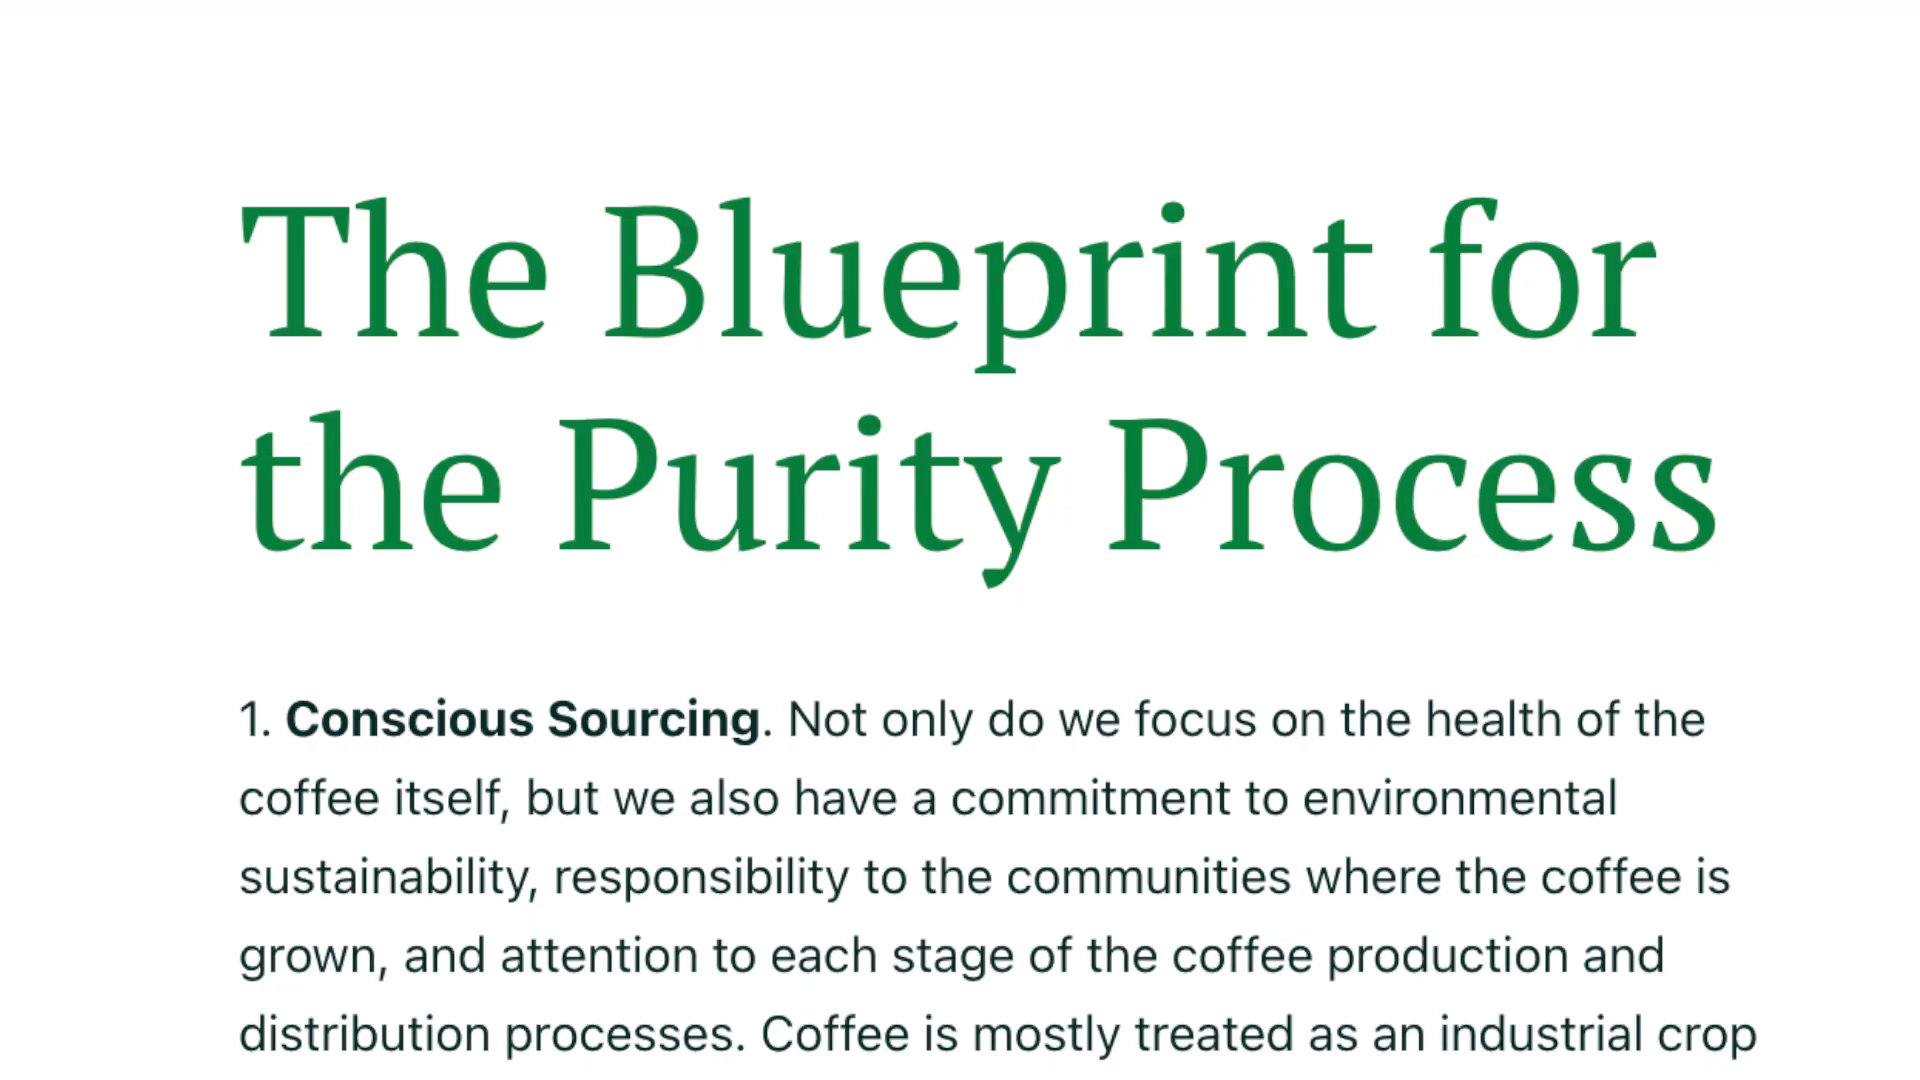 The Blueprint for
the Purity Process
1. Conscious Sourcing. Not only do we focus on the health of the
coffee itself, but we also have a commitment to environmental
sustainability, responsibility to the communities where the coffee is
grown, and attention to each stage of the coffee production and
distribution processes. Coffee is mostly treated as an industrial crop